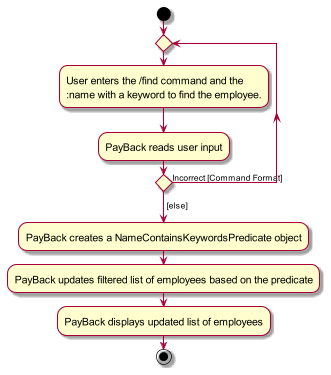 User enters the /find command and the
:name with a keyword to find the employee.
PayBack reads user input
Incorrect [Command Format]
[else]
PayBack creates a NameContainsKeywordsPredicate object
PayBack updates filtered list of employees based on the predicate
PayBack displays updated list of employees